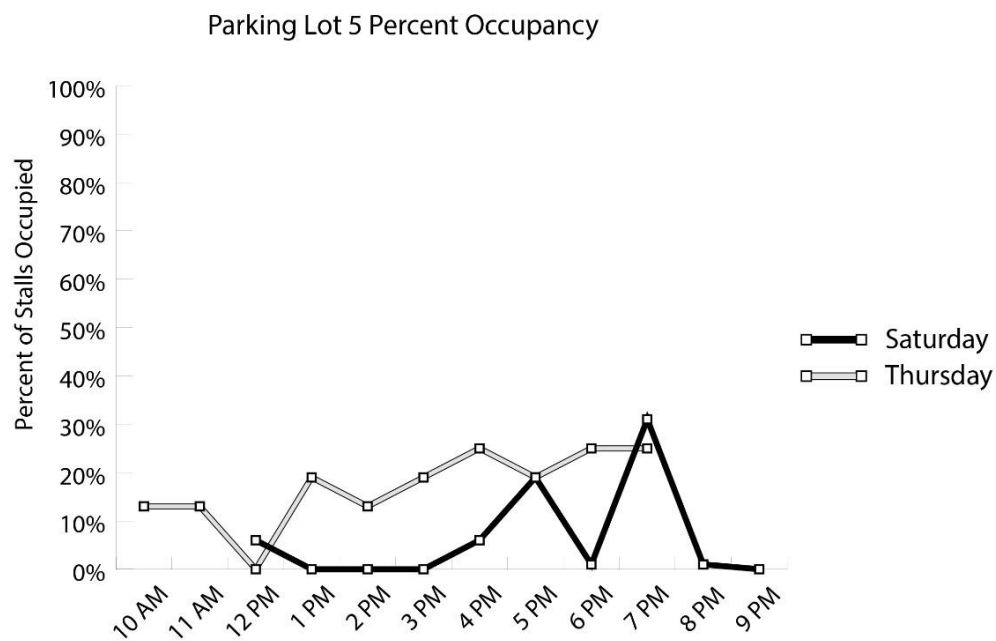 Parking Lot 5 Percent Occupancy
100%
90%
80%
70%
60%
50%
40%
30%
20%
10%
0%
Percent of Stalls Occupied
10 AM
11 AM
12 PM
1 PM
2 PM
3 PM
4 PM
5 PM
6 PM
7 PM
8 PM
9 PM
Saturday
Thursday